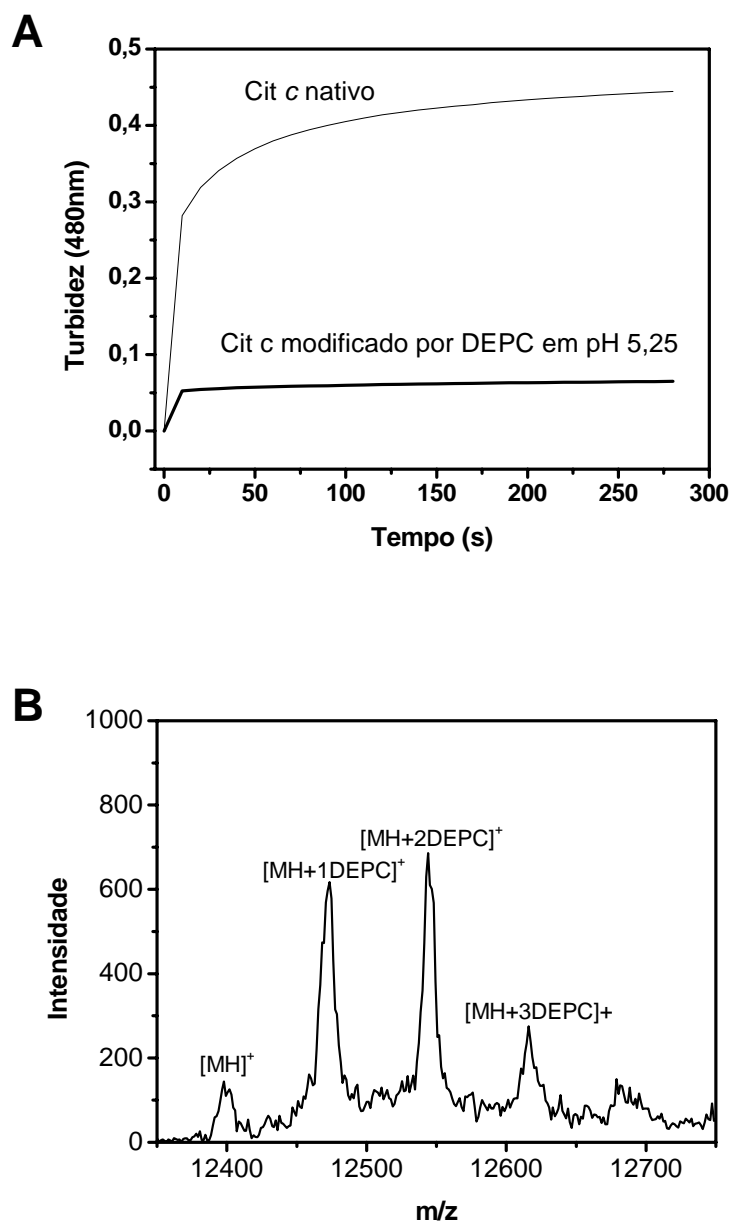 A
0,5
Cit c nativo
0,4
0,3
0,2
Turbidez (480nm)
Cit c modificado por DEPC em pH 5,25
0,1
0,0
0 50 100 150 200 250 300
Tempo (s)
B
1000
800
[MH+2DEPC]+
[MH+1DEPC]+
600
Intensidade
400
[MH+3DEPC]+
200
[MH]+
0
12400 12500 12600 12700
m/z